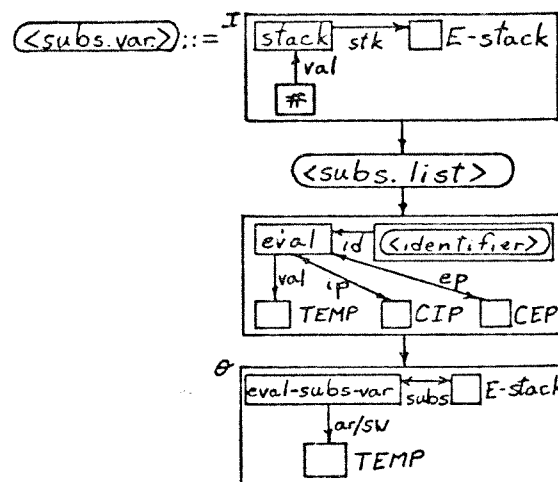 <subs.var.>::= I
stack stk E-stack
val
#
<subs. list>
eval id <identifier>
val ip ep
TEMP CIP CEP
θ
eval-subs-var subs E-stack
ar/sw
TEMP